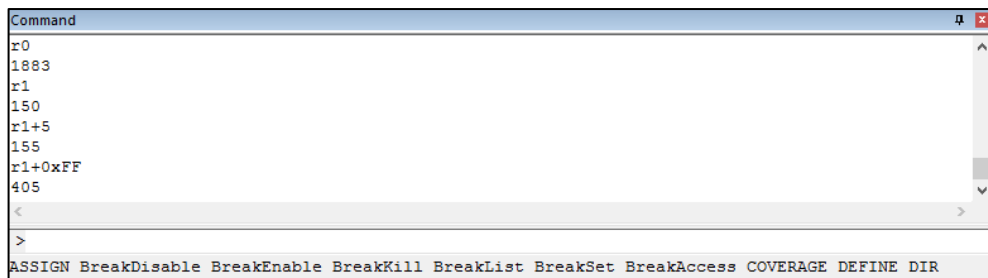 Command
r0
1883
r1
150
r1+5
155
r1+0xFF
405
>
ASSIGN BreakDisable BreakEnable BreakKill BreakList BreakSet BreakAccess COVERAGE DEFINE DIR